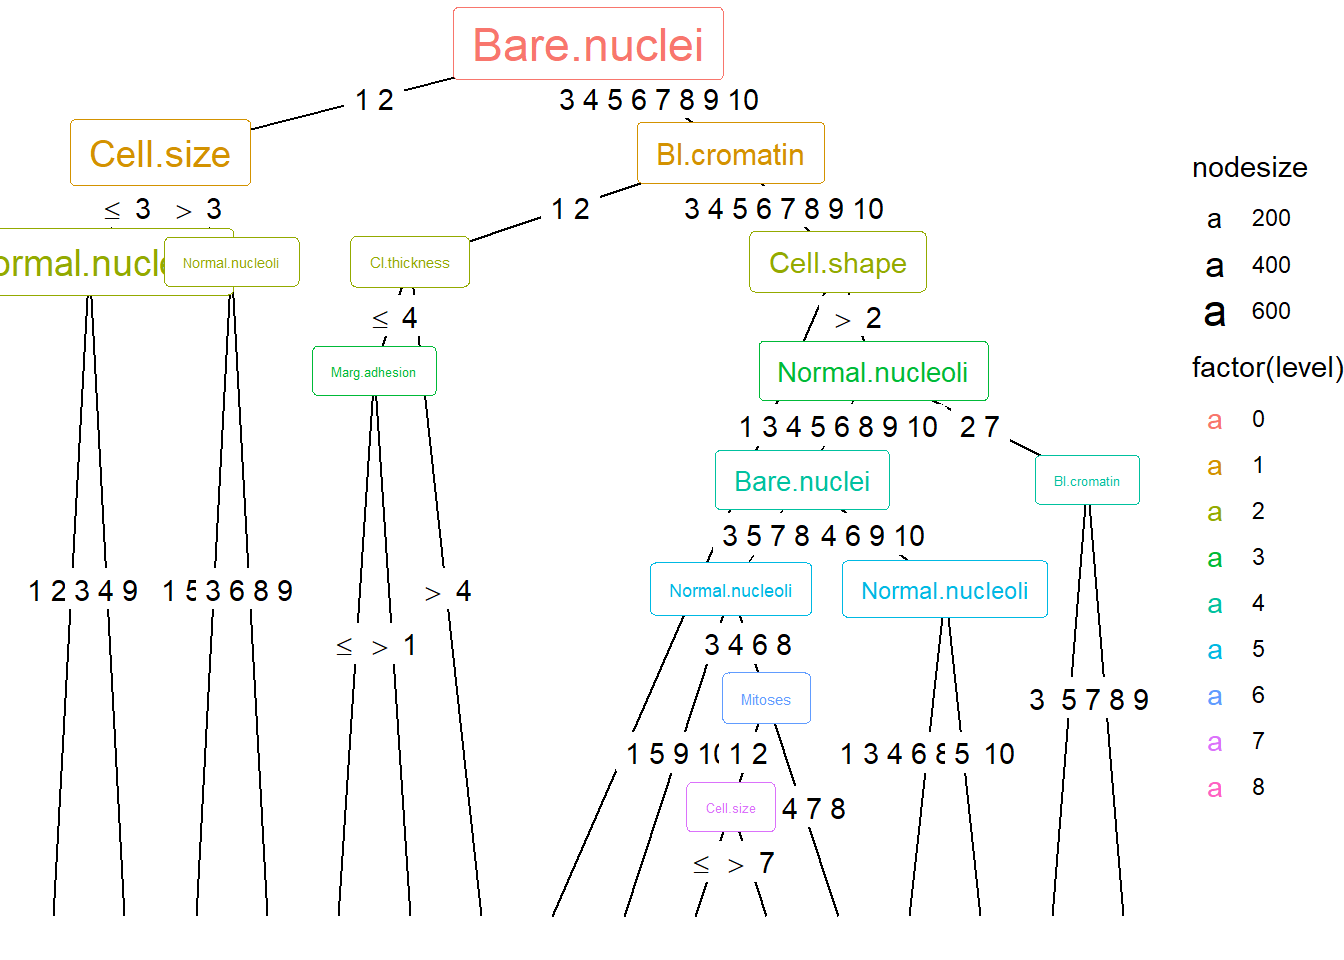 Bare.nuclei
1 2
3 4 5 6 7 8 9 10
Cell.size
Bl.cromatin
nodesize
≤ 3
> 3
1 2
3 4 5 6 7 8 9 10
a 200
ormal.nucle
Normal.nucleoli
Cl.thickness
Cell.shape
a 400
≤ 4
> 2
a 600
Marg.adhesion
Normal.nucleoli
factor(level)
1 3 4 5 6 8 9 10
2 7
a 0
Bare.nuclei
Bl.cromatin
a 1
3 5 7 8
4 6 9 10
a 2
1 2 3 4 9
1 5
3 6 8 9
> 4
Normal.nucleoli
Normal.nucleoli
a 3
≤
> 1
3 4 6 8
a 4
Mitoses
3
5 7 8 9
a 5
1 5 9 10
1 2
1 3 4 6 8
5
10
a 6
Cell.size
4 7 8
a 7
≤
> 7
a 8